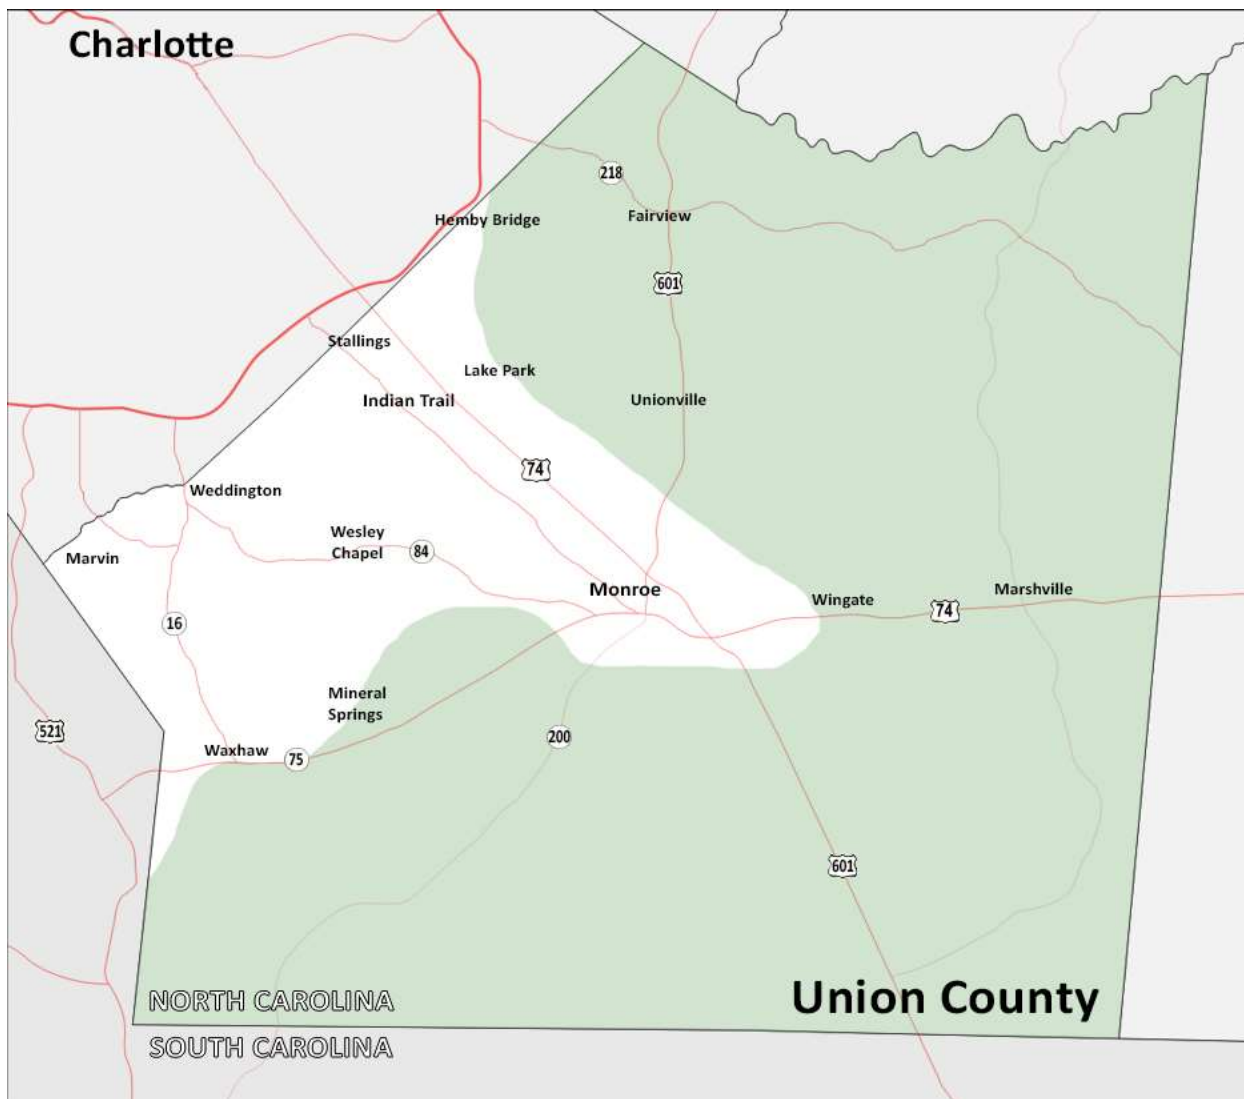 Charlotte
218
Hemby Bridge
Fairview
601
Stallings
Lake Park
Indian Trail
Unionville
74
Weddington
Wesley
Chapel
84
Marvin
Monroe
Wingate
Marshville
74
16
Mineral
Springs
521
Waxhaw
75
200
601
NORTH CAROLINA
Union County
SOUTH CAROLINA